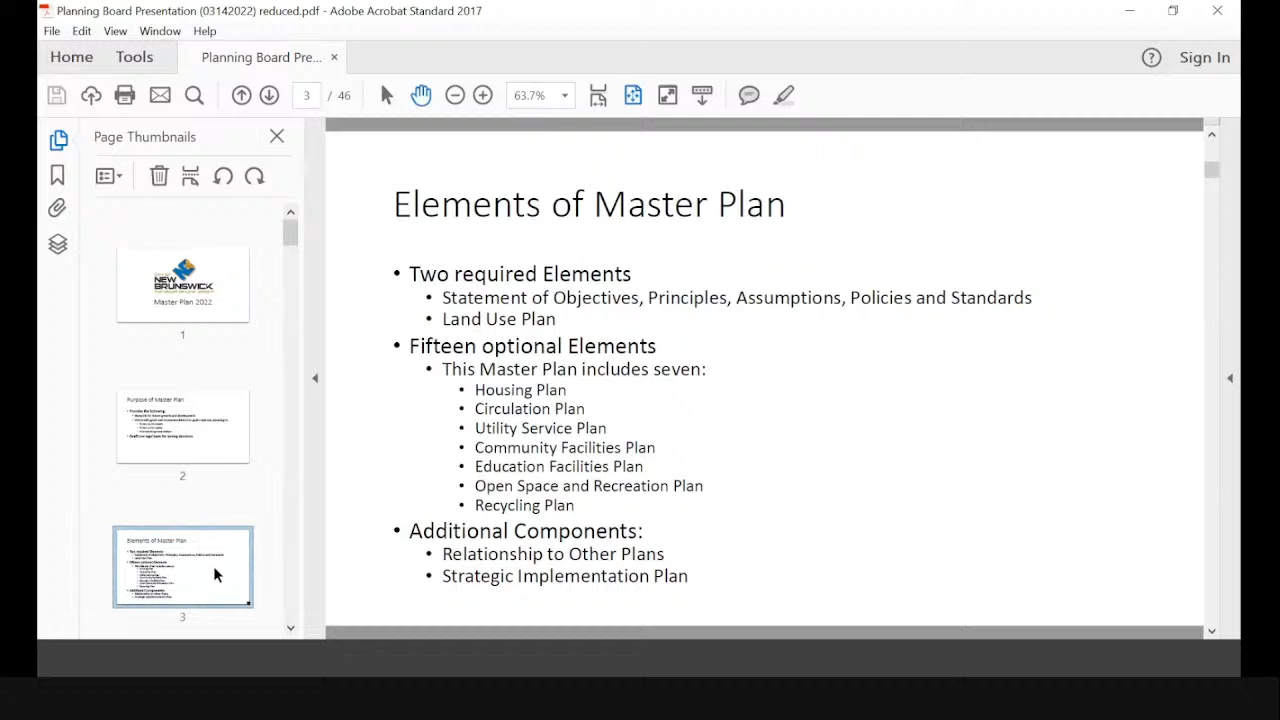 Planning Board Presentation (03142022) reduced.pdf - Adobe Acrobat Standard 2017
File Edit View Window Help
Home Tools Planning Board Pre... × Sign In
3 / 46 63.7%
Page Thumbnails
NEW
BRUNSWICK
Master Plan 2022
1
Purpose of Master Plan
2
Elements of Master Plan
3
Elements of Master Plan
• Two required Elements
• Statement of Objectives, Principles, Assumptions, Policies and Standards
• Land Use Plan
• Fifteen optional Elements
• This Master Plan includes seven:
• Housing Plan
• Circulation Plan
• Utility Service Plan
• Community Facilities Plan
• Education Facilities Plan
• Open Space and Recreation Plan
• Recycling Plan
• Additional Components:
• Relationship to Other Plans
• Strategic Implementation Plan